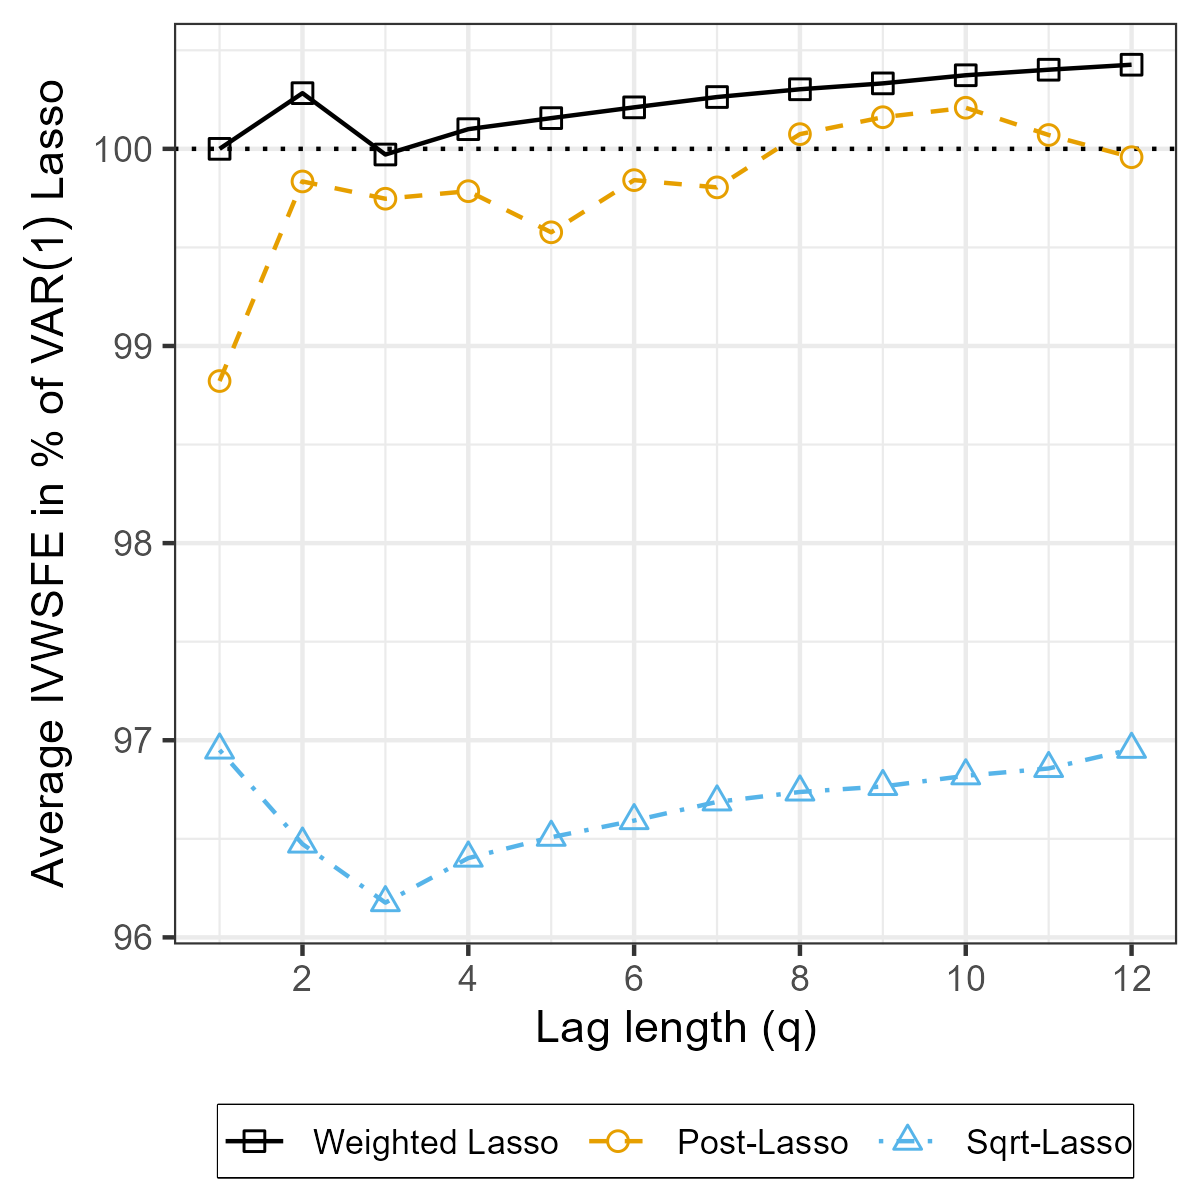 Average IVWSFE in % of VAR(1) Lasso
100
99
98
97
96
2 4 6 8 10 12
Lag length (q)
Weighted Lasso Post-Lasso Sqrt-Lasso